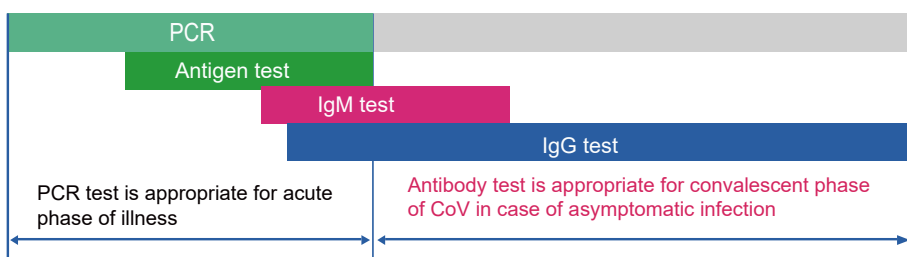 PCR
Antigen test
IgM test
IgG test
PCR test is appropriate for acute
phase of illness
Antibody test is appropriate for convalescent phase
of CoV in case of asymptomatic infection